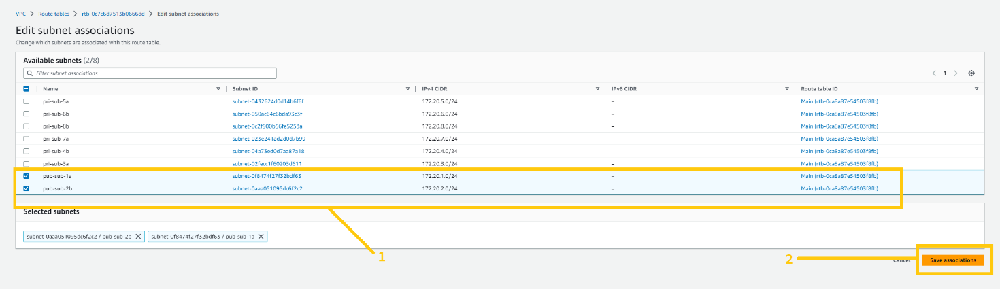 VPC > Route tables > rtb-0c7c6d7513b0666dd > Edit subnet associations
Edit subnet associations
Change which subnets are associated with this route table.
Available subnets (2/8)
Filter subnet associations
1
Name Subnet ID IPv4 CIDR IPv6 CIDR Route table ID
pri-sub-5a subnet-0432624d0d14b6f6f 172.20.5.0/24 – Main (rtb-0ca8a87e54503f8fb)
pri-sub-6b subnet-050ac64c6bda93c3f 172.20.6.0/24 – Main (rtb-0ca8a87e54503f8fb)
pri-sub-8b subnet-0c2f900b56fe5253a 172.20.8.0/24 – Main (rtb-0ca8a87e54503f8fb)
pri-sub-7a subnet-023e241ad2d0d7b99 172.20.7.0/24 – Main (rtb-0ca8a87e54503f8fb)
pri-sub-4b subnet-04a73ed0d7aa87a18 172.20.4.0/24 – Main (rtb-0ca8a87e54503f8fb)
pri-sub-3a subnet-02fecc1f60203d611 172.20.3.0/24 – Main (rtb-0ca8a87e54503f8fb)
pub-sub-1a subnet-0f8474f27f32bdf63 172.20.1.0/24 – Main (rtb-0ca8a87e54503f8fb)
pub-sub-2b subnet-0aaa051095dc6f2c2 172.20.2.0/24 – Main (rtb-0ca8a87e54503f8fb)
Selected subnets
subnet-0aaa051095dc6f2c2 / pub-sub-2b subnet-0f8474f27f32bdf63 / pub-sub-1a
1
2
Cancel Save associations